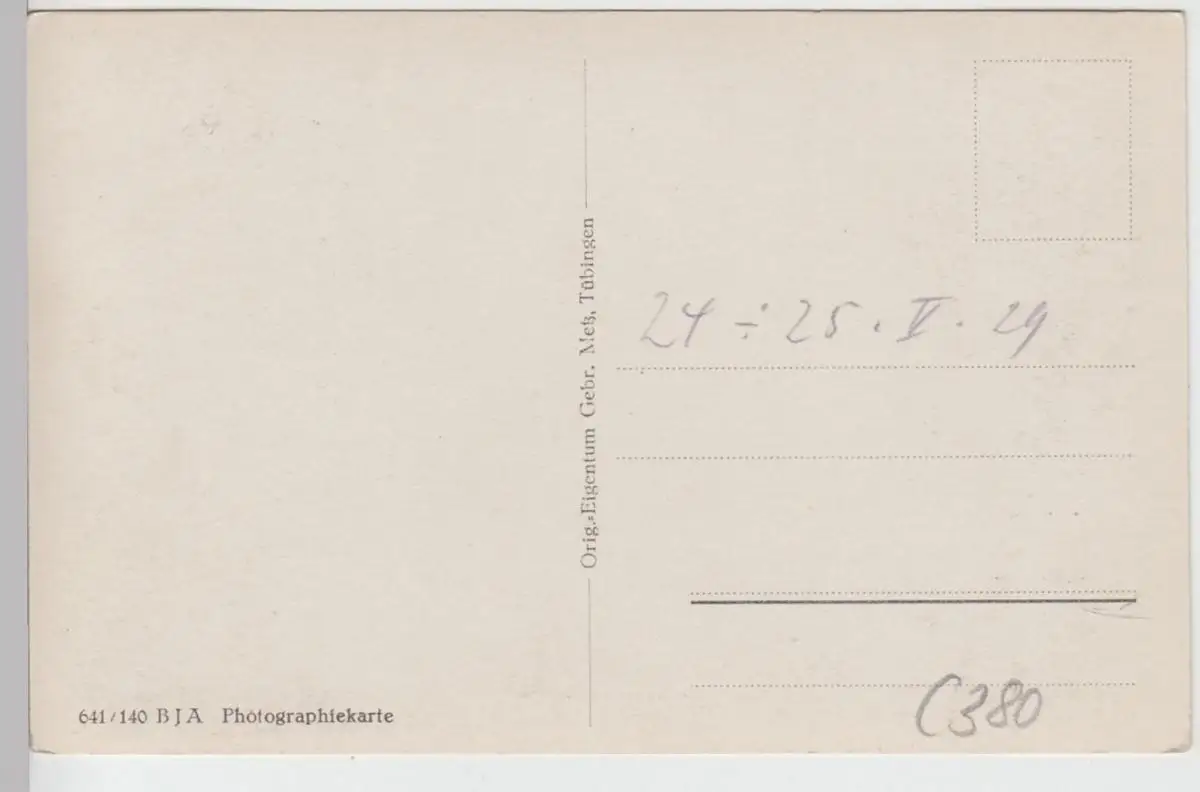 Orig.=Eigentum Gebr. Metz, Tübingen
24 ÷ 25 . V . 29
C380
641/140 BJA Photographiekarte